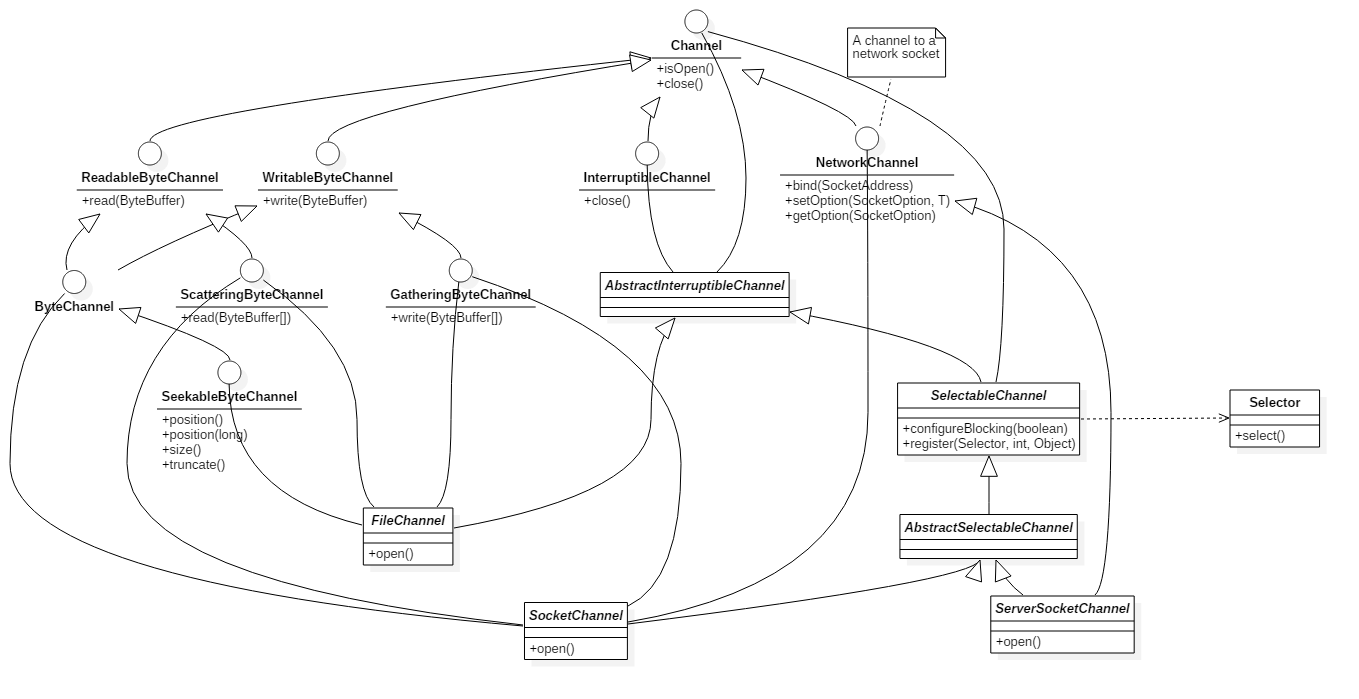 Channel
+isOpen()
+close()
A channel to a
network socket
ReadableByteChannel
+read(ByteBuffer)
WritableByteChannel
+write(ByteBuffer)
InterruptibleChannel
+close()
NetworkChannel
+bind(SocketAddress)
+setOption(SocketOption, T)
+getOption(SocketOption)
ByteChannel
ScatteringByteChannel
+read(ByteBuffer[])
GatheringByteChannel
+write(ByteBuffer[])
AbstractInterruptibleChannel
SeekableByteChannel
+position()
+position(long)
+size()
+truncate()
SelectableChannel
+configureBlocking(boolean)
+register(Selector, int, Object)
Selector
+select()
FileChannel
+open()
AbstractSelectableChannel
SocketChannel
+open()
ServerSocketChannel
+open()